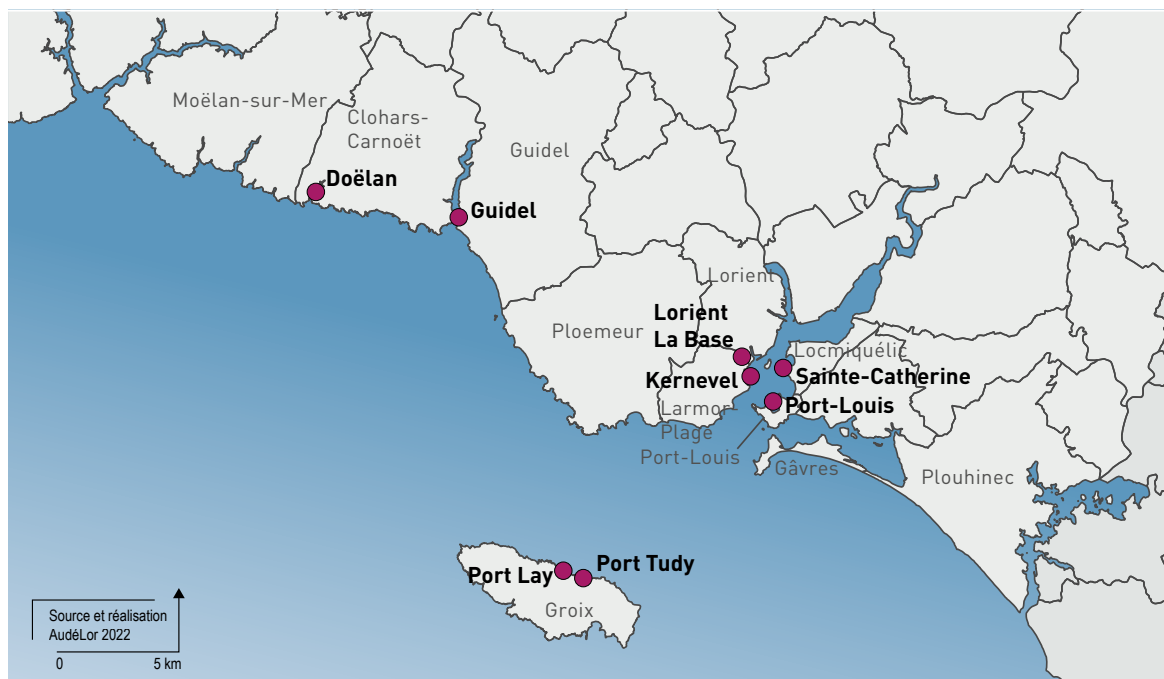 Moëlan-sur-Mer
Clohars-
Carnoët
Guidel
Doëlan
Guidel
Lorient
Lorient
La Base
Ploemeur
Locmiquélic
Kernevel
Sainte-Catherine
Larmor-
Plage
Port-Louis
Port-Louis
Gâvres
Plouhinec
Port Lay
Port Tudy
Groix
Source et réalisation
AudéLor 2022
0 5 km